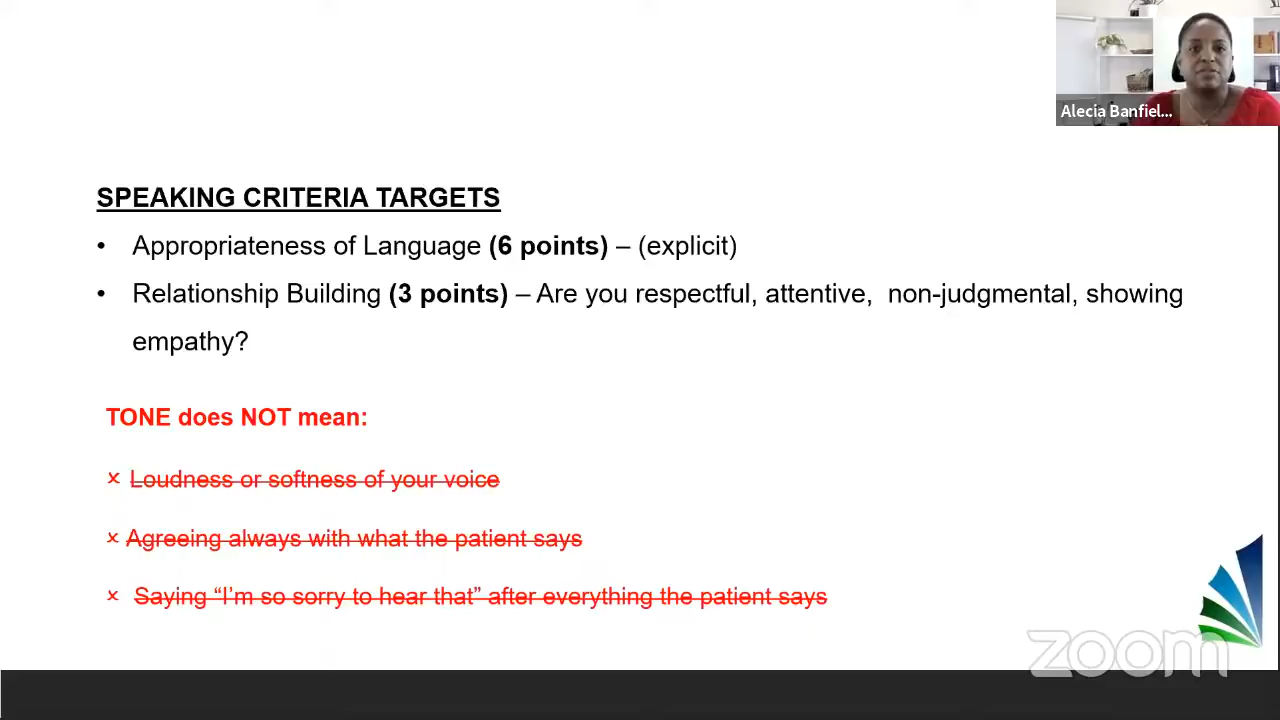 Alecia Banfiel...
SPEAKING CRITERIA TARGETS
• Appropriateness of Language (6 points) – (explicit)
• Relationship Building (3 points) – Are you respectful, attentive, non-judgmental, showing
empathy?
TONE does NOT mean:
× Loudness or softness of your voice
× Agreeing always with what the patient says
× Saying “I’m so sorry to hear that” after everything the patient says
zoom